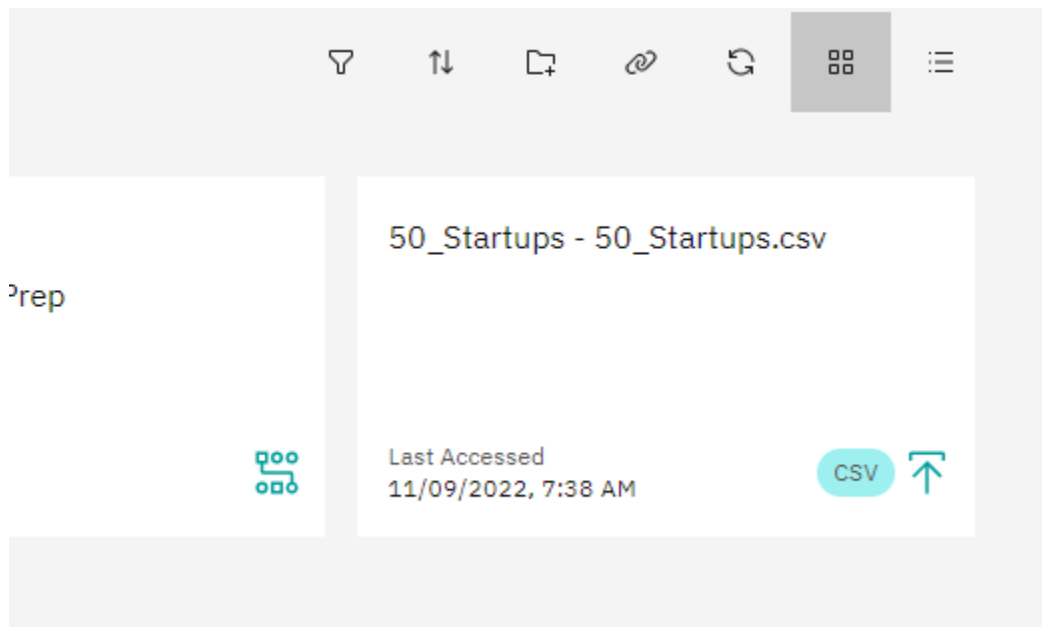 50_Startups - 50_Startups.csv
Prep
Last Accessed
11/09/2022, 7:38 AM
CSV